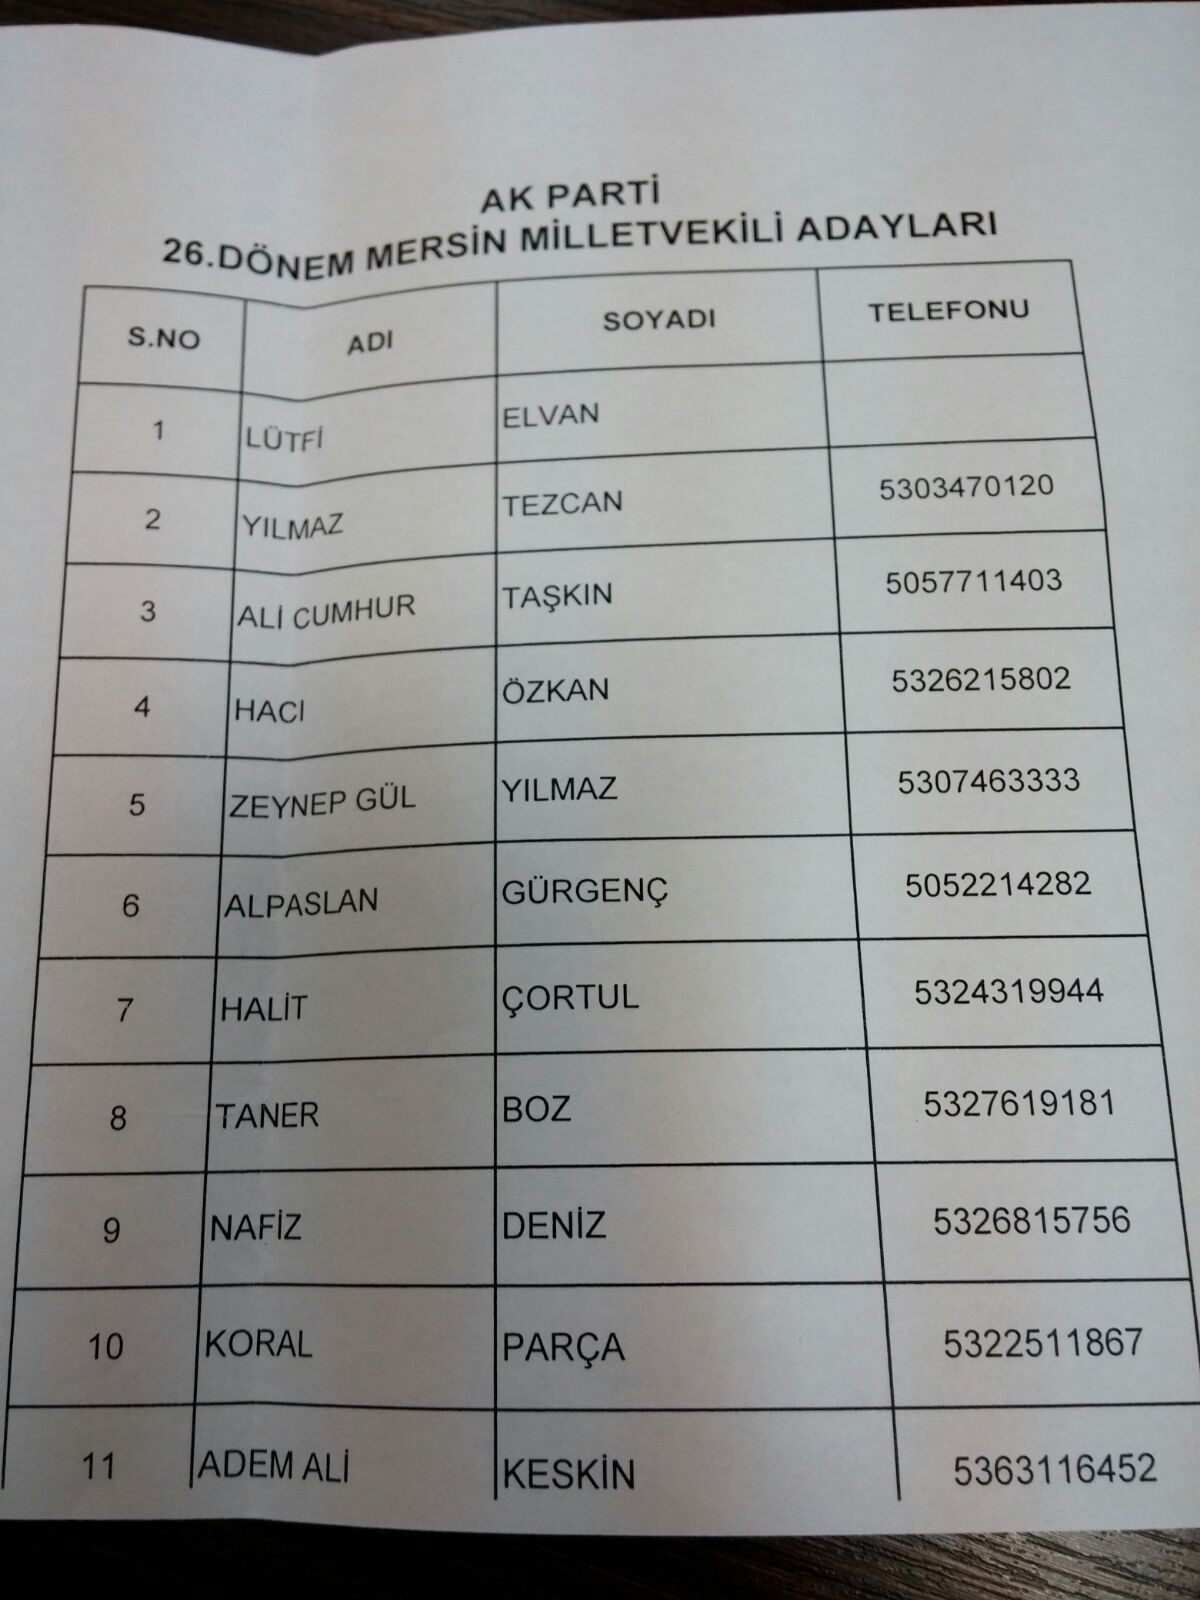 AK PARTİ
26.DÖNEM MERSİN MİLLETVEKİLİ ADAYLARI
S.NO ADI SOYADI TELEFONU
1 LÜTFİ ELVAN
2 YILMAZ TEZCAN 5303470120
3 ALİ CUMHUR TAŞKIN 5057711403
4 HACI ÖZKAN 5326215802
5 ZEYNEP GÜL YILMAZ 5307463333
6 ALPASLAN GÜRGENÇ 5052214282
7 HALİT ÇORTUL 5324319944
8 TANER BOZ 5327619181
9 NAFİZ DENİZ 5326815756
10 KORAL PARÇA 5322511867
11 ADEM ALİ KESKİN 5363116452